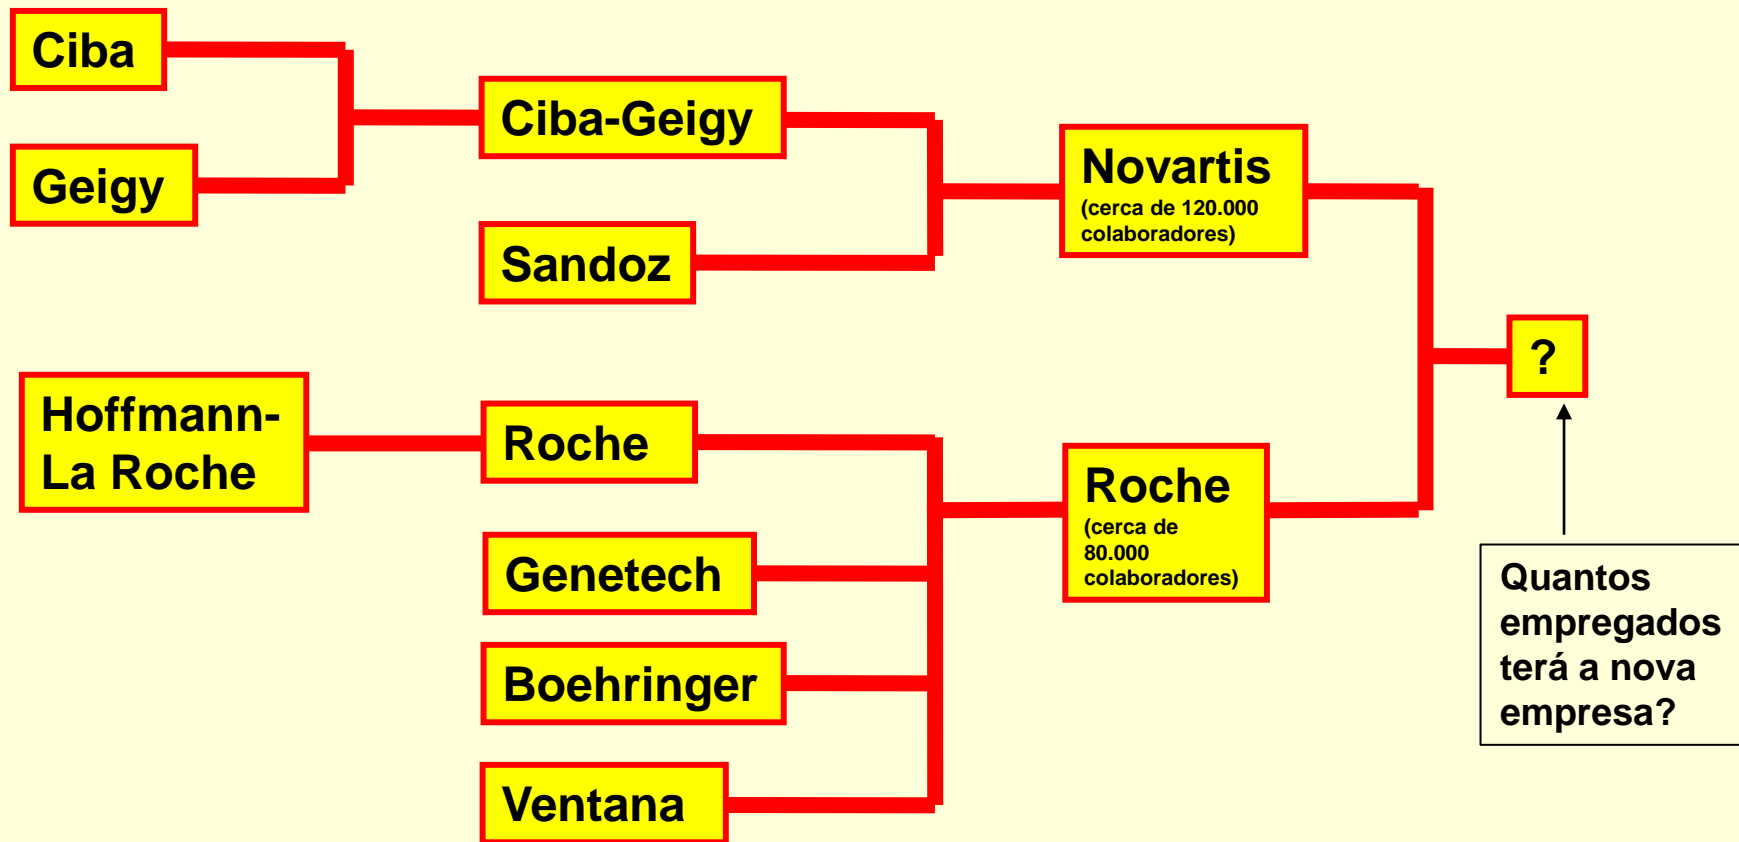 Ciba
Geigy
Ciba-Geigy
Sandoz
Novartis
(cerca de 120.000
colaboradores)
?
Hoffmann-
La Roche
Roche
Genetech
Boehringer
Ventana
Roche
(cerca de
80.000
colaboradores)
Quantos
empregados
terá a nova
empresa?